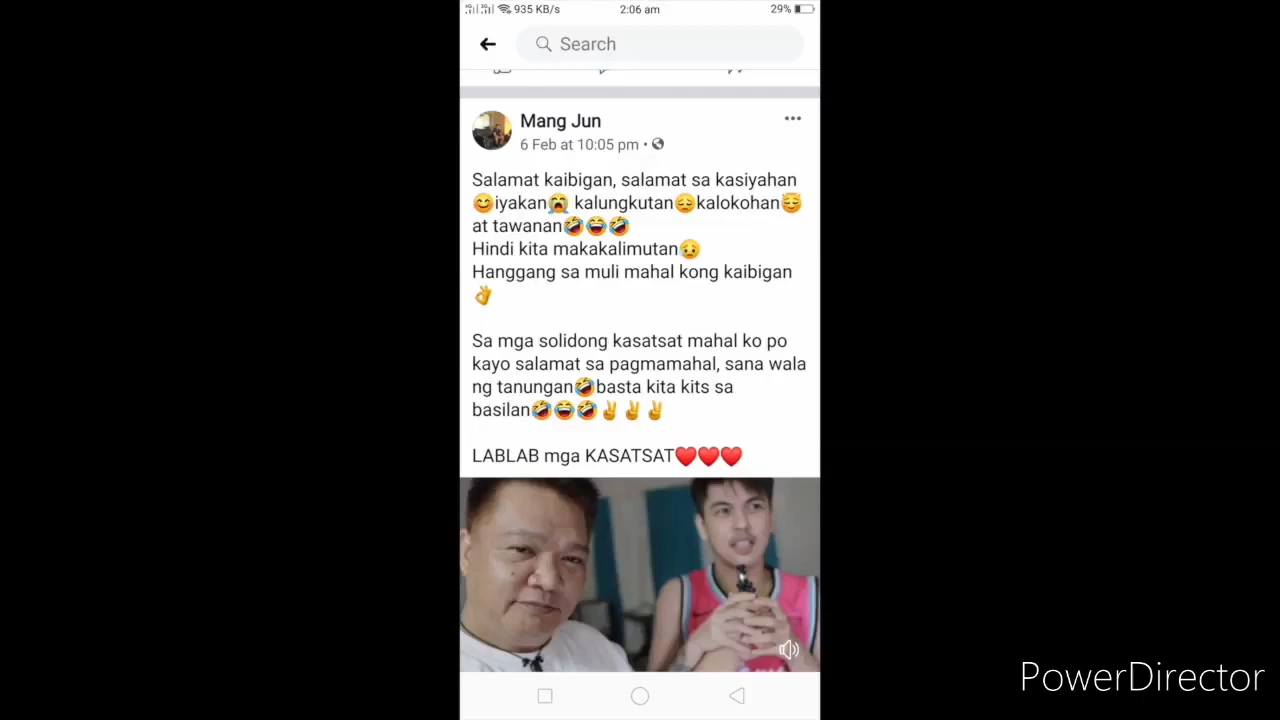 935 KB/s 2:06 am 29%
Search
Mang Jun
6 Feb at 10:05 pm •
Salamat kaibigan, salamat sa kasiyahan
😊iyakan😭 kalungkutan😔kalokohan😇
at tawanan🤣😂🤣
Hindi kita makakalimutan😥
Hanggang sa muli mahal kong kaibigan
👌
Sa mga solidong kasatsat mahal ko po
kayo salamat sa pagmamahal, sana wala
ng tanungan🤣basta kita kits sa
basilan🤣😂🤣✌✌✌
LABLAB mga KASATSAT❤❤❤
PowerDirector